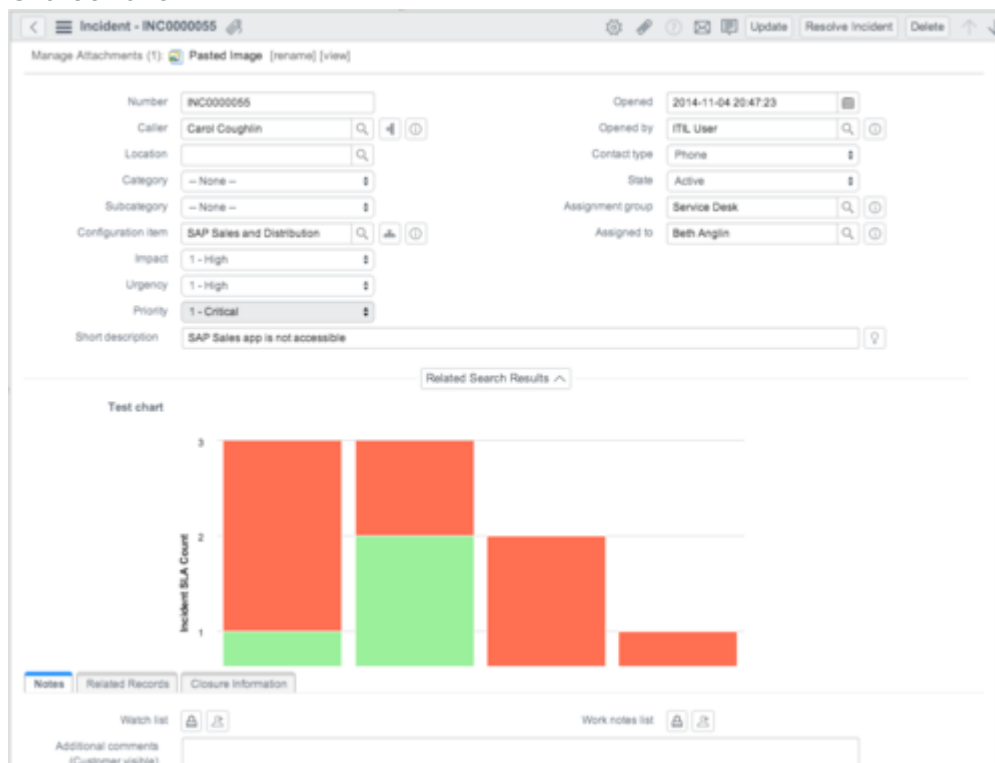 Incident - INC0000055
Update
Resolve Incident
Delete
Manage Attachments (1): Pasted Image [rename] [view]
Number INC0000055 Opened 2014-11-04 20:47:23
Caller Carol Coughlin Opened by ITIL User
Location Contact type Phone
Category -- None -- State Active
Subcategory -- None -- Assignment group Service Desk
Configuration item SAP Sales and Distribution Assigned to Beth Anglin
Impact 1 - High
Urgency 1 - High
Priority 1 - Critical
Short description SAP Sales app is not accessible
Related Search Results
Test chart
3
2
1
Incident SLA Count
Notes Related Records Closure Information
Watch list Work notes list
Additional comments
(Customer visible)